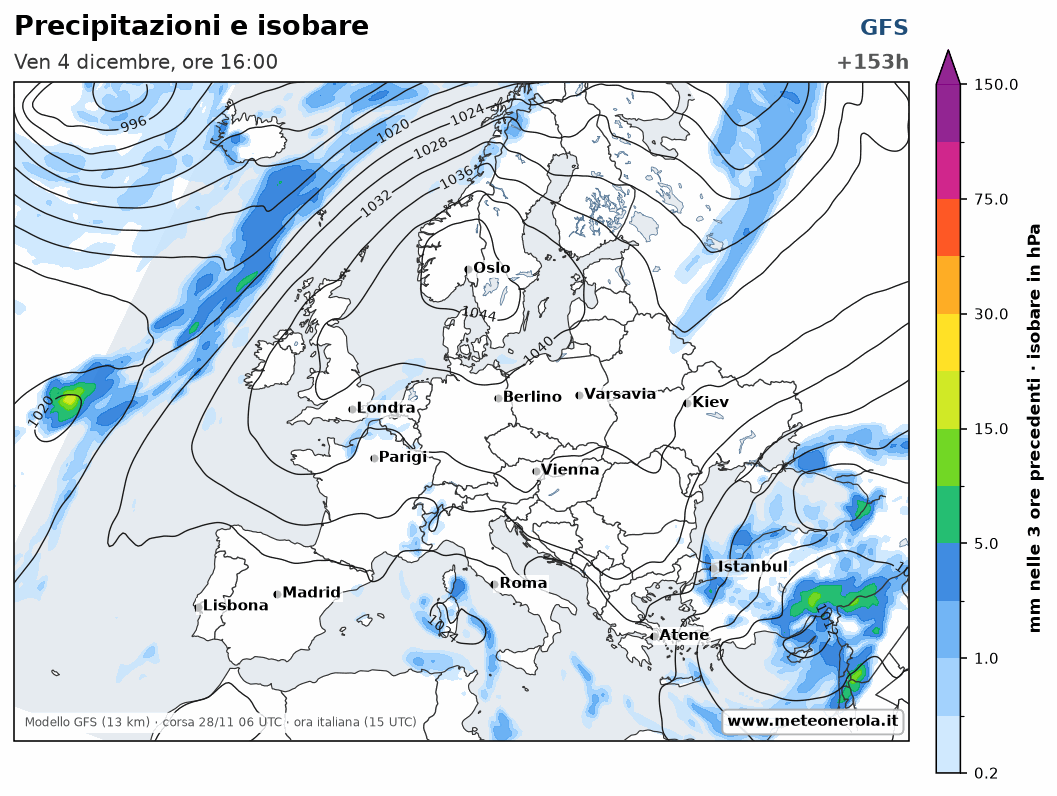 Precipitazioni e isobare
GFS
Ven 4 dicembre, ore 16:00
+153h
996
1020
1024
1028
1036
1032
1044
1040
1020
1012
Oslo
Londra
Berlino
Varsavia
Kiev
Parigi
Vienna
Istanbul
Madrid
Roma
Lisbona
Atene
Modello GFS (13 km) · corsa 28/11 06 UTC · ora italiana (15 UTC)
www.meteonerola.it
150.0
75.0
30.0
15.0
5.0
1.0
0.2
mm nelle 3 ore precedenti · isobare in hPa